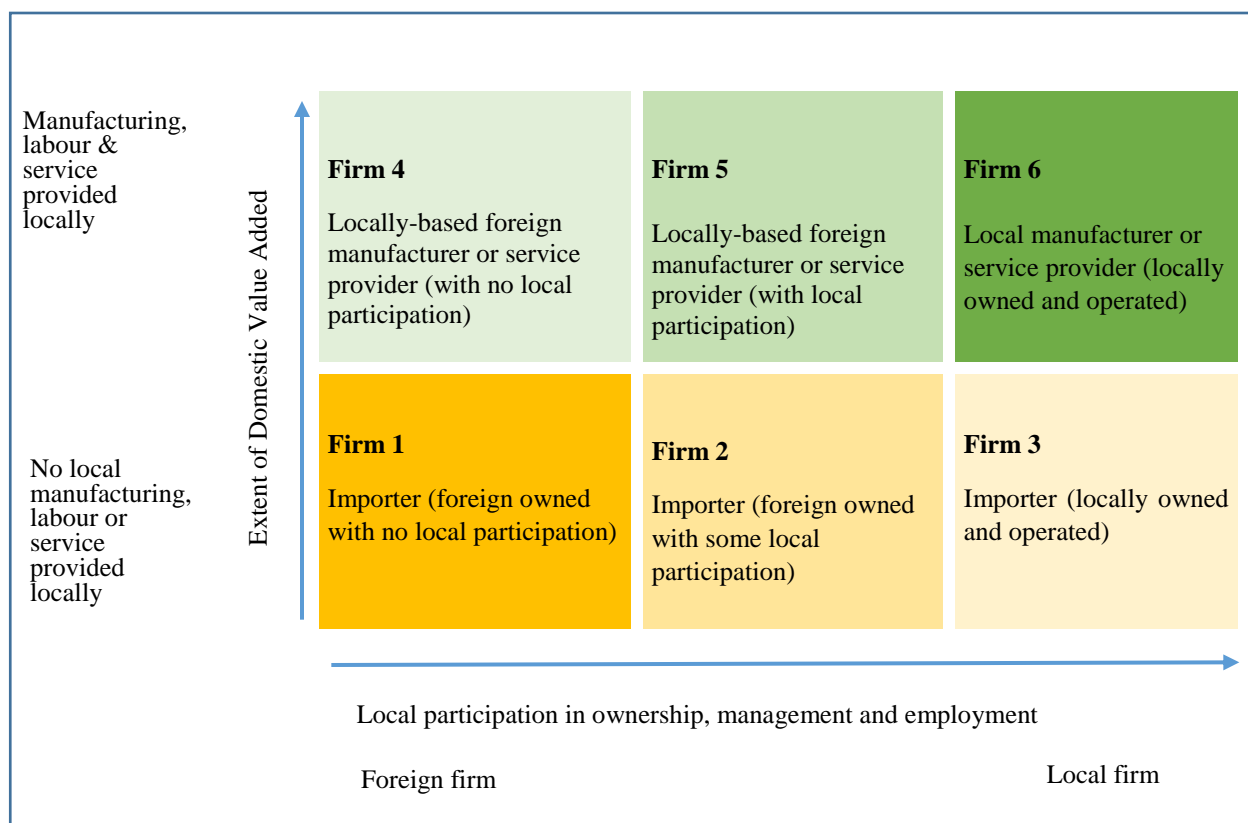 Manufacturing,
labour &
service
provided
locally
No local
manufacturing,
labour or
service
provided
locally
Extent of Domestic Value Added
Firm 4
Locally-based foreign
manufacturer or service
provider (with no local
participation)
Firm 5
Locally-based foreign
manufacturer or service
provider (with local
participation)
Firm 6
Local manufacturer or
service provider (locally
owned and operated)
Firm 1
Importer (foreign owned
with no local participation)
Firm 2
Importer (foreign owned
with some local
participation)
Firm 3
Importer (locally owned
and operated)
Local participation in ownership, management and employment
Foreign firm
Local firm